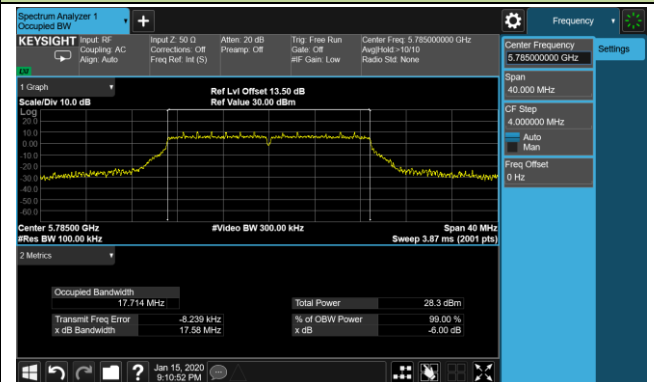 Spectrum Analyzer 1
Occupied BW
Frequency
KEYSIGHT
Input: RF
Coupling: AC
Align: Auto
Input Z: 50 Ω
Corrections: Off
Freq Ref: Int (S)
Atten: 20 dB
Preamp: Off
Trig: Free Run
Gate: Off
#IF Gain: Low
Center Freq: 5.785000000 GHz
Avg|Hold:>10/10
Radio Std: None
Center Frequency
5.785000000 GHz
Settings
Span
40.000 MHz
CF Step
4.000000 MHz
Auto
Man
Freq Offset
0 Hz
1 Graph
Scale/Div 10.0 dB
Ref Lvl Offset 13.50 dB
Ref Value 30.00 dBm
Log
20.0
10.0
0.00
-10.0
-20.0
-30.0
-40.0
-50.0
-60.0
Center 5.78500 GHz
#Res BW 100.00 kHz
#Video BW 300.00 kHz
Span 40 MHz
Sweep 3.87 ms (2001 pts)
2 Metrics
Occupied Bandwidth
17.714 MHz
Total Power 28.3 dBm
Transmit Freq Error -8.239 kHz
% of OBW Power 99.00 %
x dB Bandwidth 17.58 MHz
x dB -6.00 dB
Jan 15, 2020
9:10:52 PM